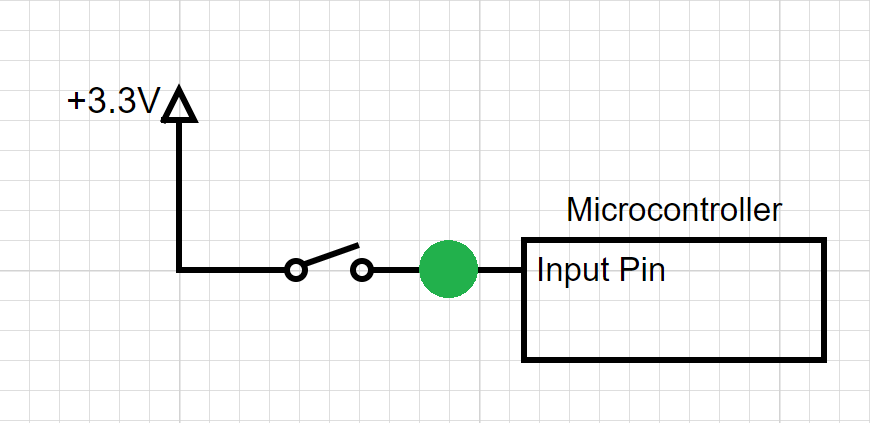 +3.3V
Microcontroller
Input Pin